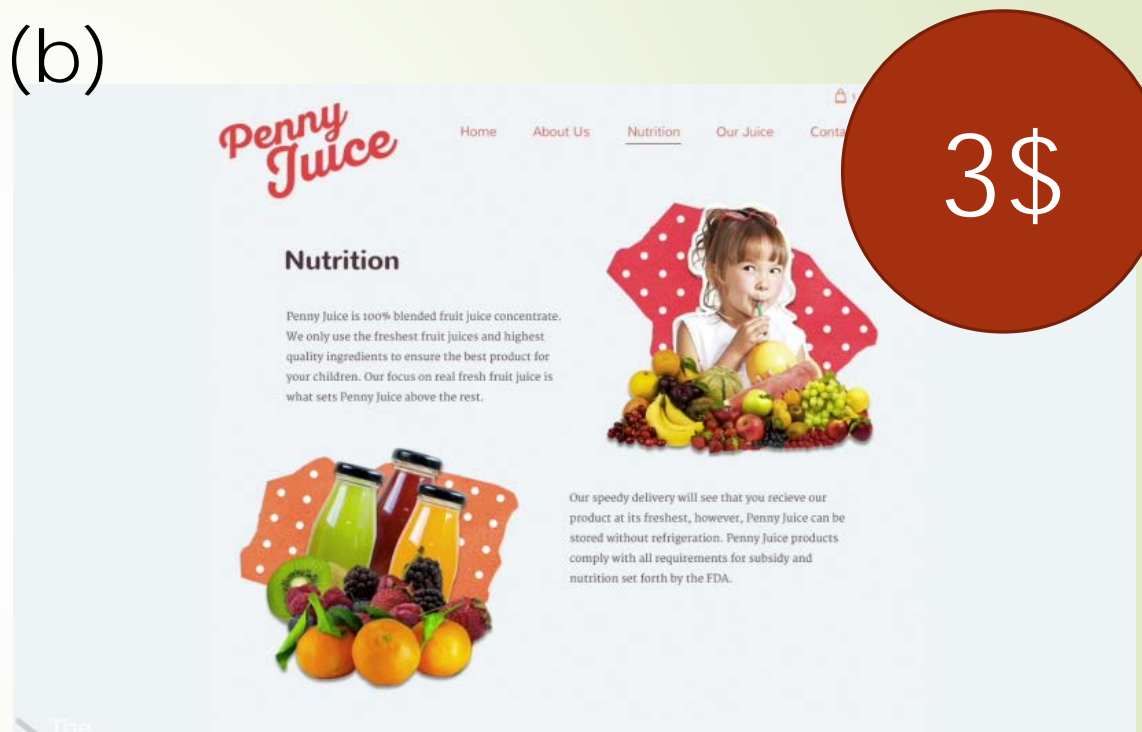 (b)
3$
Penny
Juice
Home About Us Nutrition Our Juice
Nutrition
Penny Juice is 100% blended fruit juice concentrate.
We only use the freshest fruit juices and highest
quality ingredients to ensure the best product for
your children. Our focus on real fresh fruit juice is
what sets Penny Juice above the rest.
Our speedy delivery will see that you recieve our
product at its freshest, however, Penny Juice can be
stored without refrigeration. Penny Juice products
comply with all requirements for subsidy and
nutrition set forth by the FDA.
The